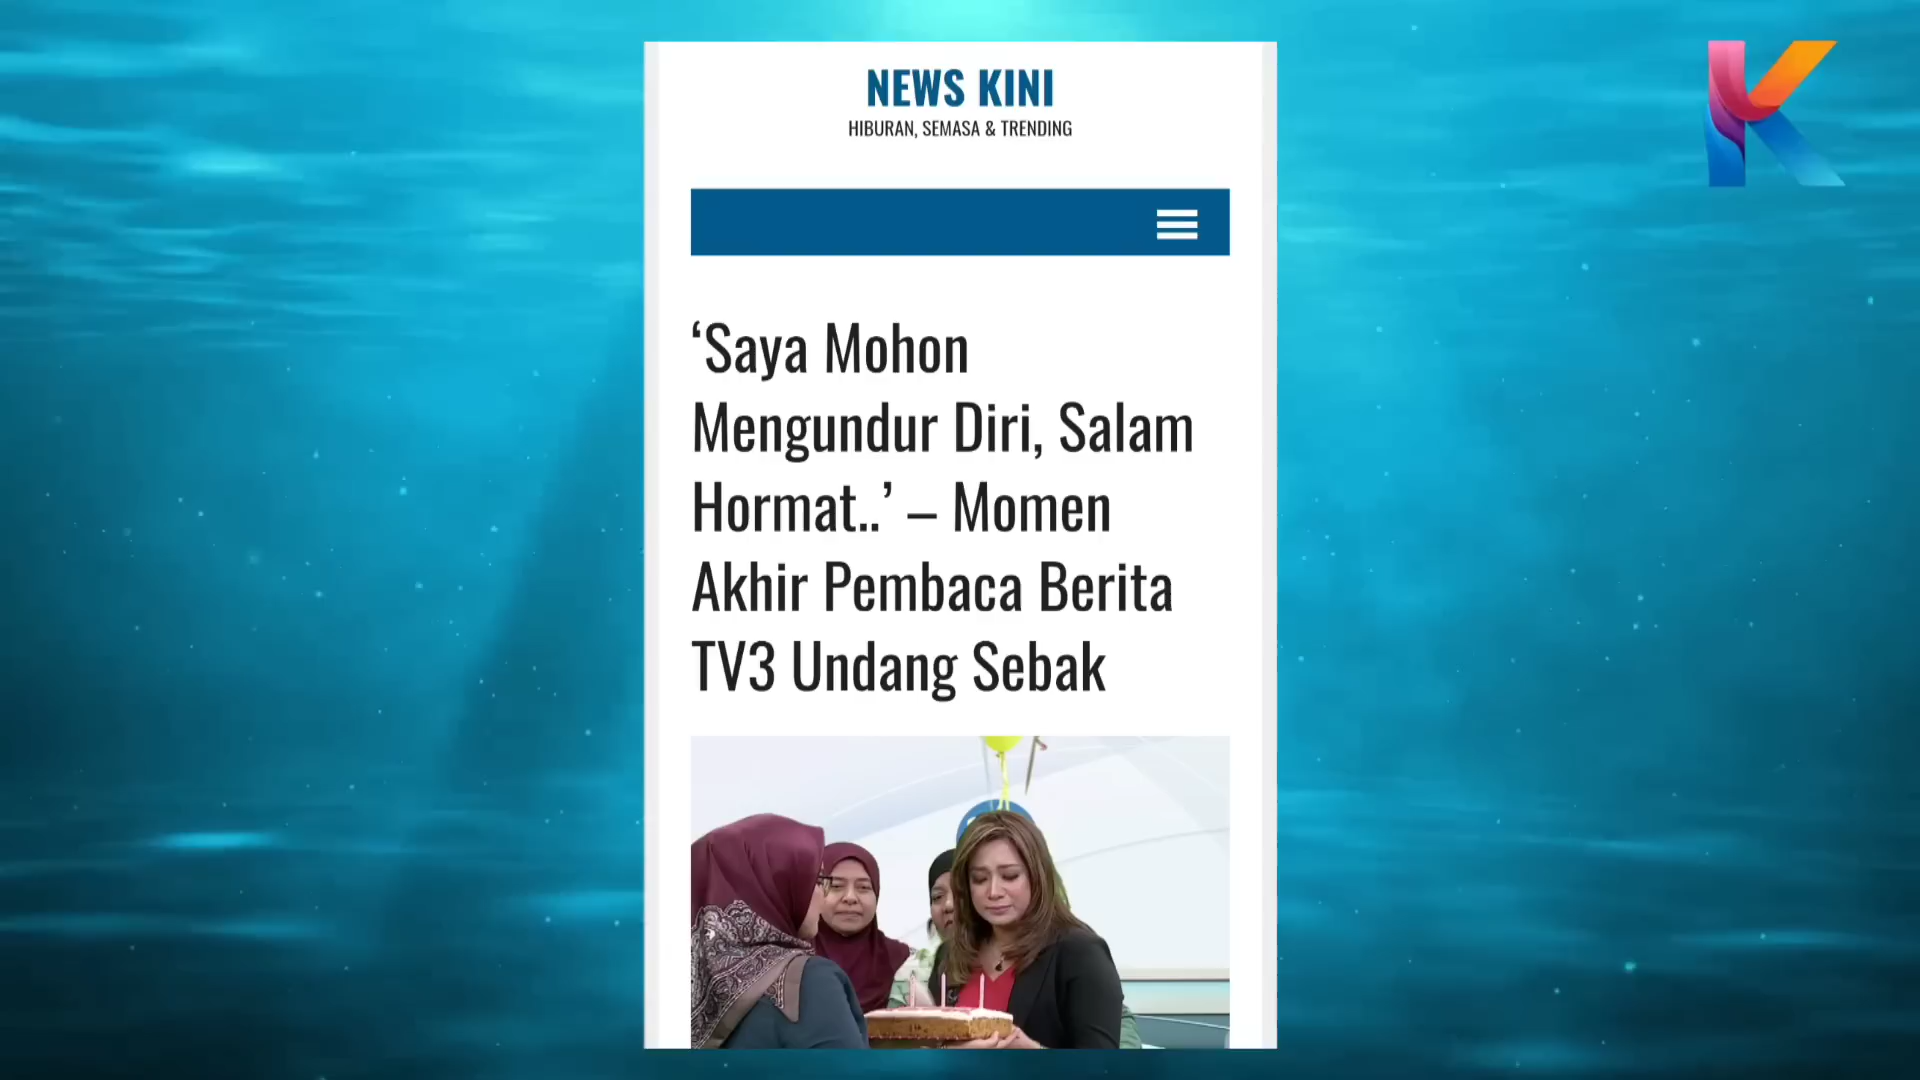 NEWS KINI
HIBURAN, SEMASA & TRENDING
‘Saya Mohon
Mengundur Diri, Salam
Hormat..’ – Momen
Akhir Pembaca Berita
TV3 Undang Sebak
K